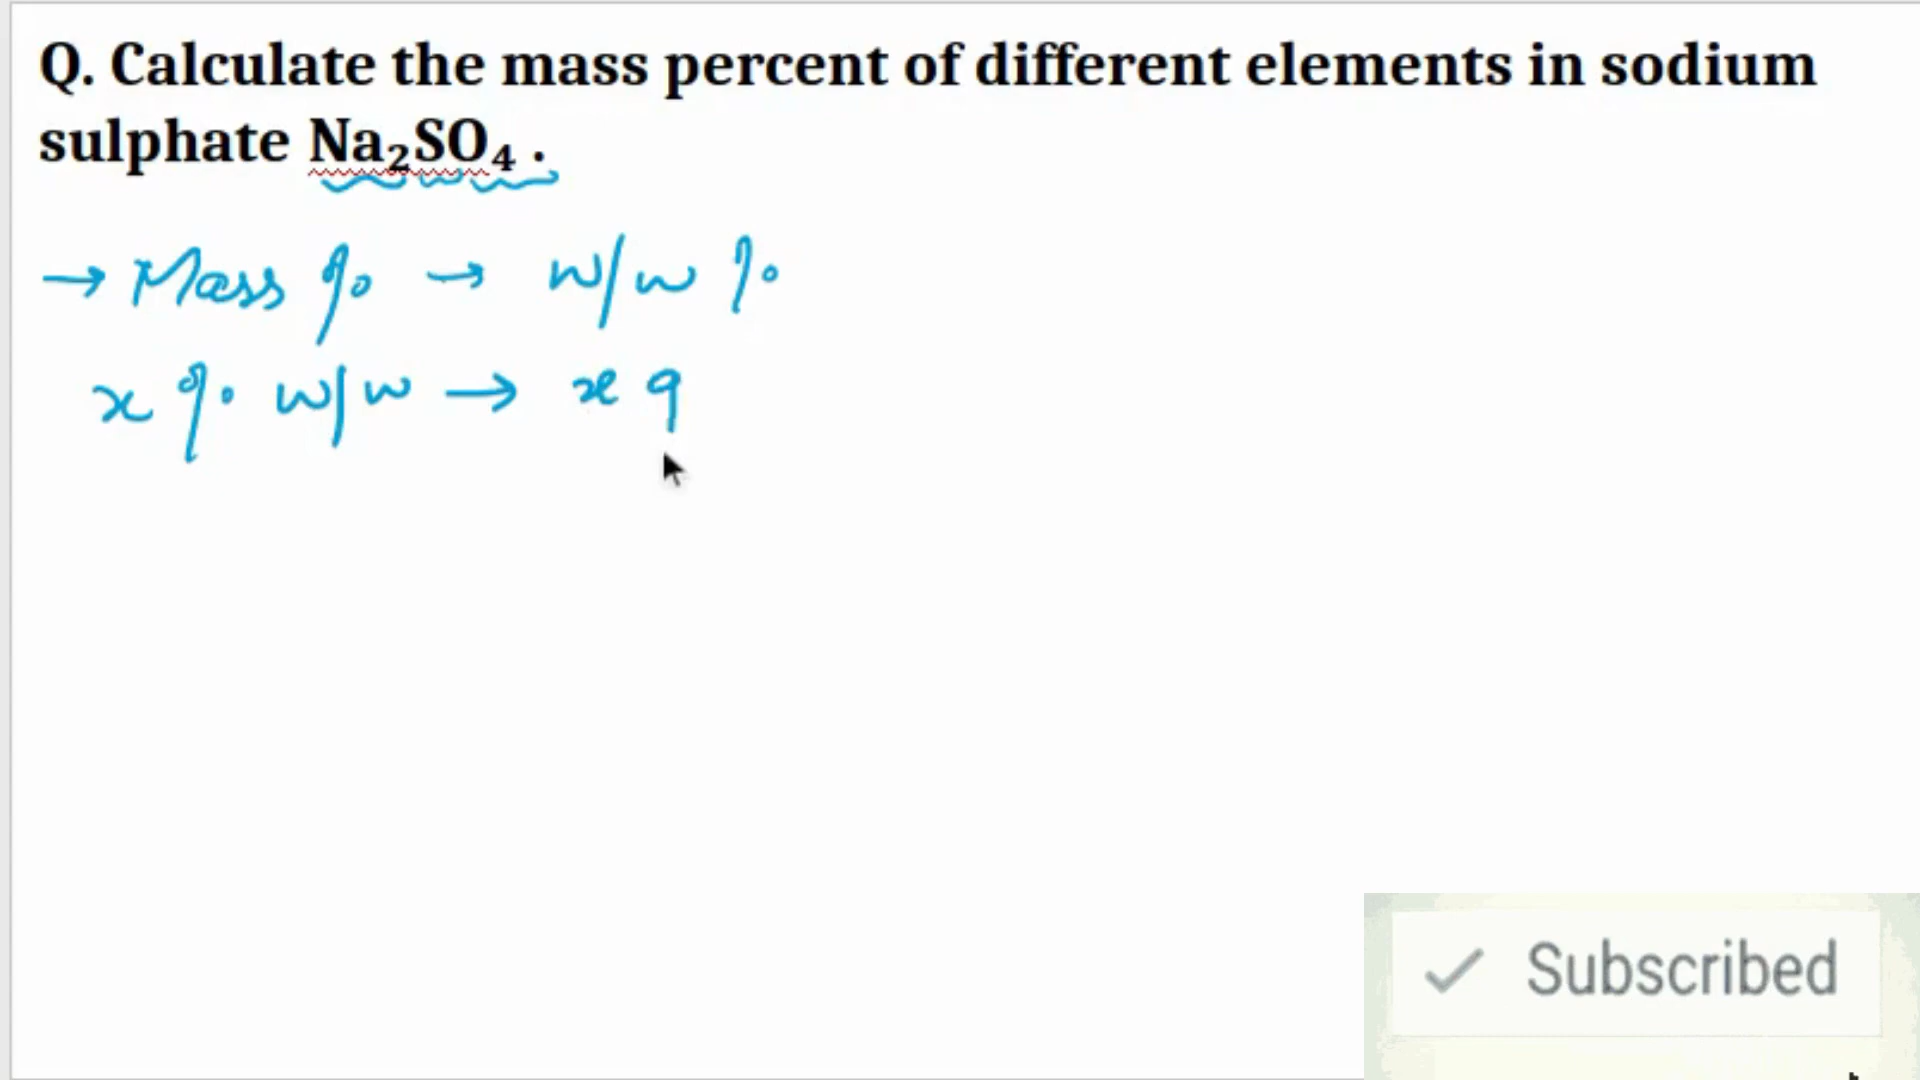 Q. Calculate the mass percent of different elements in sodium
sulphate Na₂SO₄ .
→ Mass % → w/w %
x % w/w → x g
Subscribed